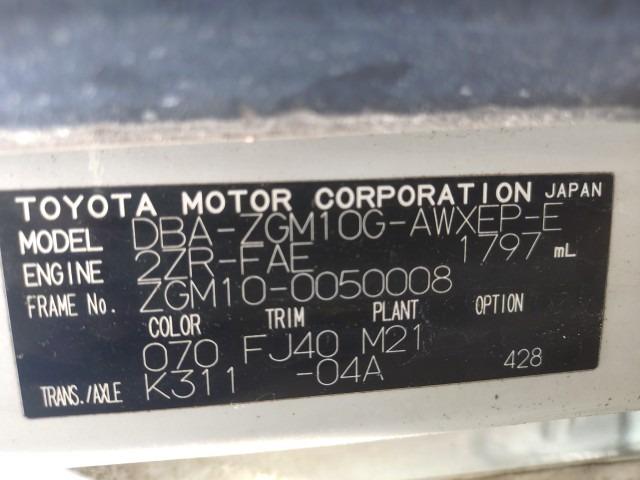 TOYOTA MOTOR CORPORATION JAPAN
MODEL DBA-ZGM10G-AWXEP-E
ENGINE 2ZR-FAE 1797 mL
FRAME No. ZGM10-0050008
COLOR TRIM PLANT OPTION
070 FJ40 M21
TRANS./AXLE K311 -04A 428